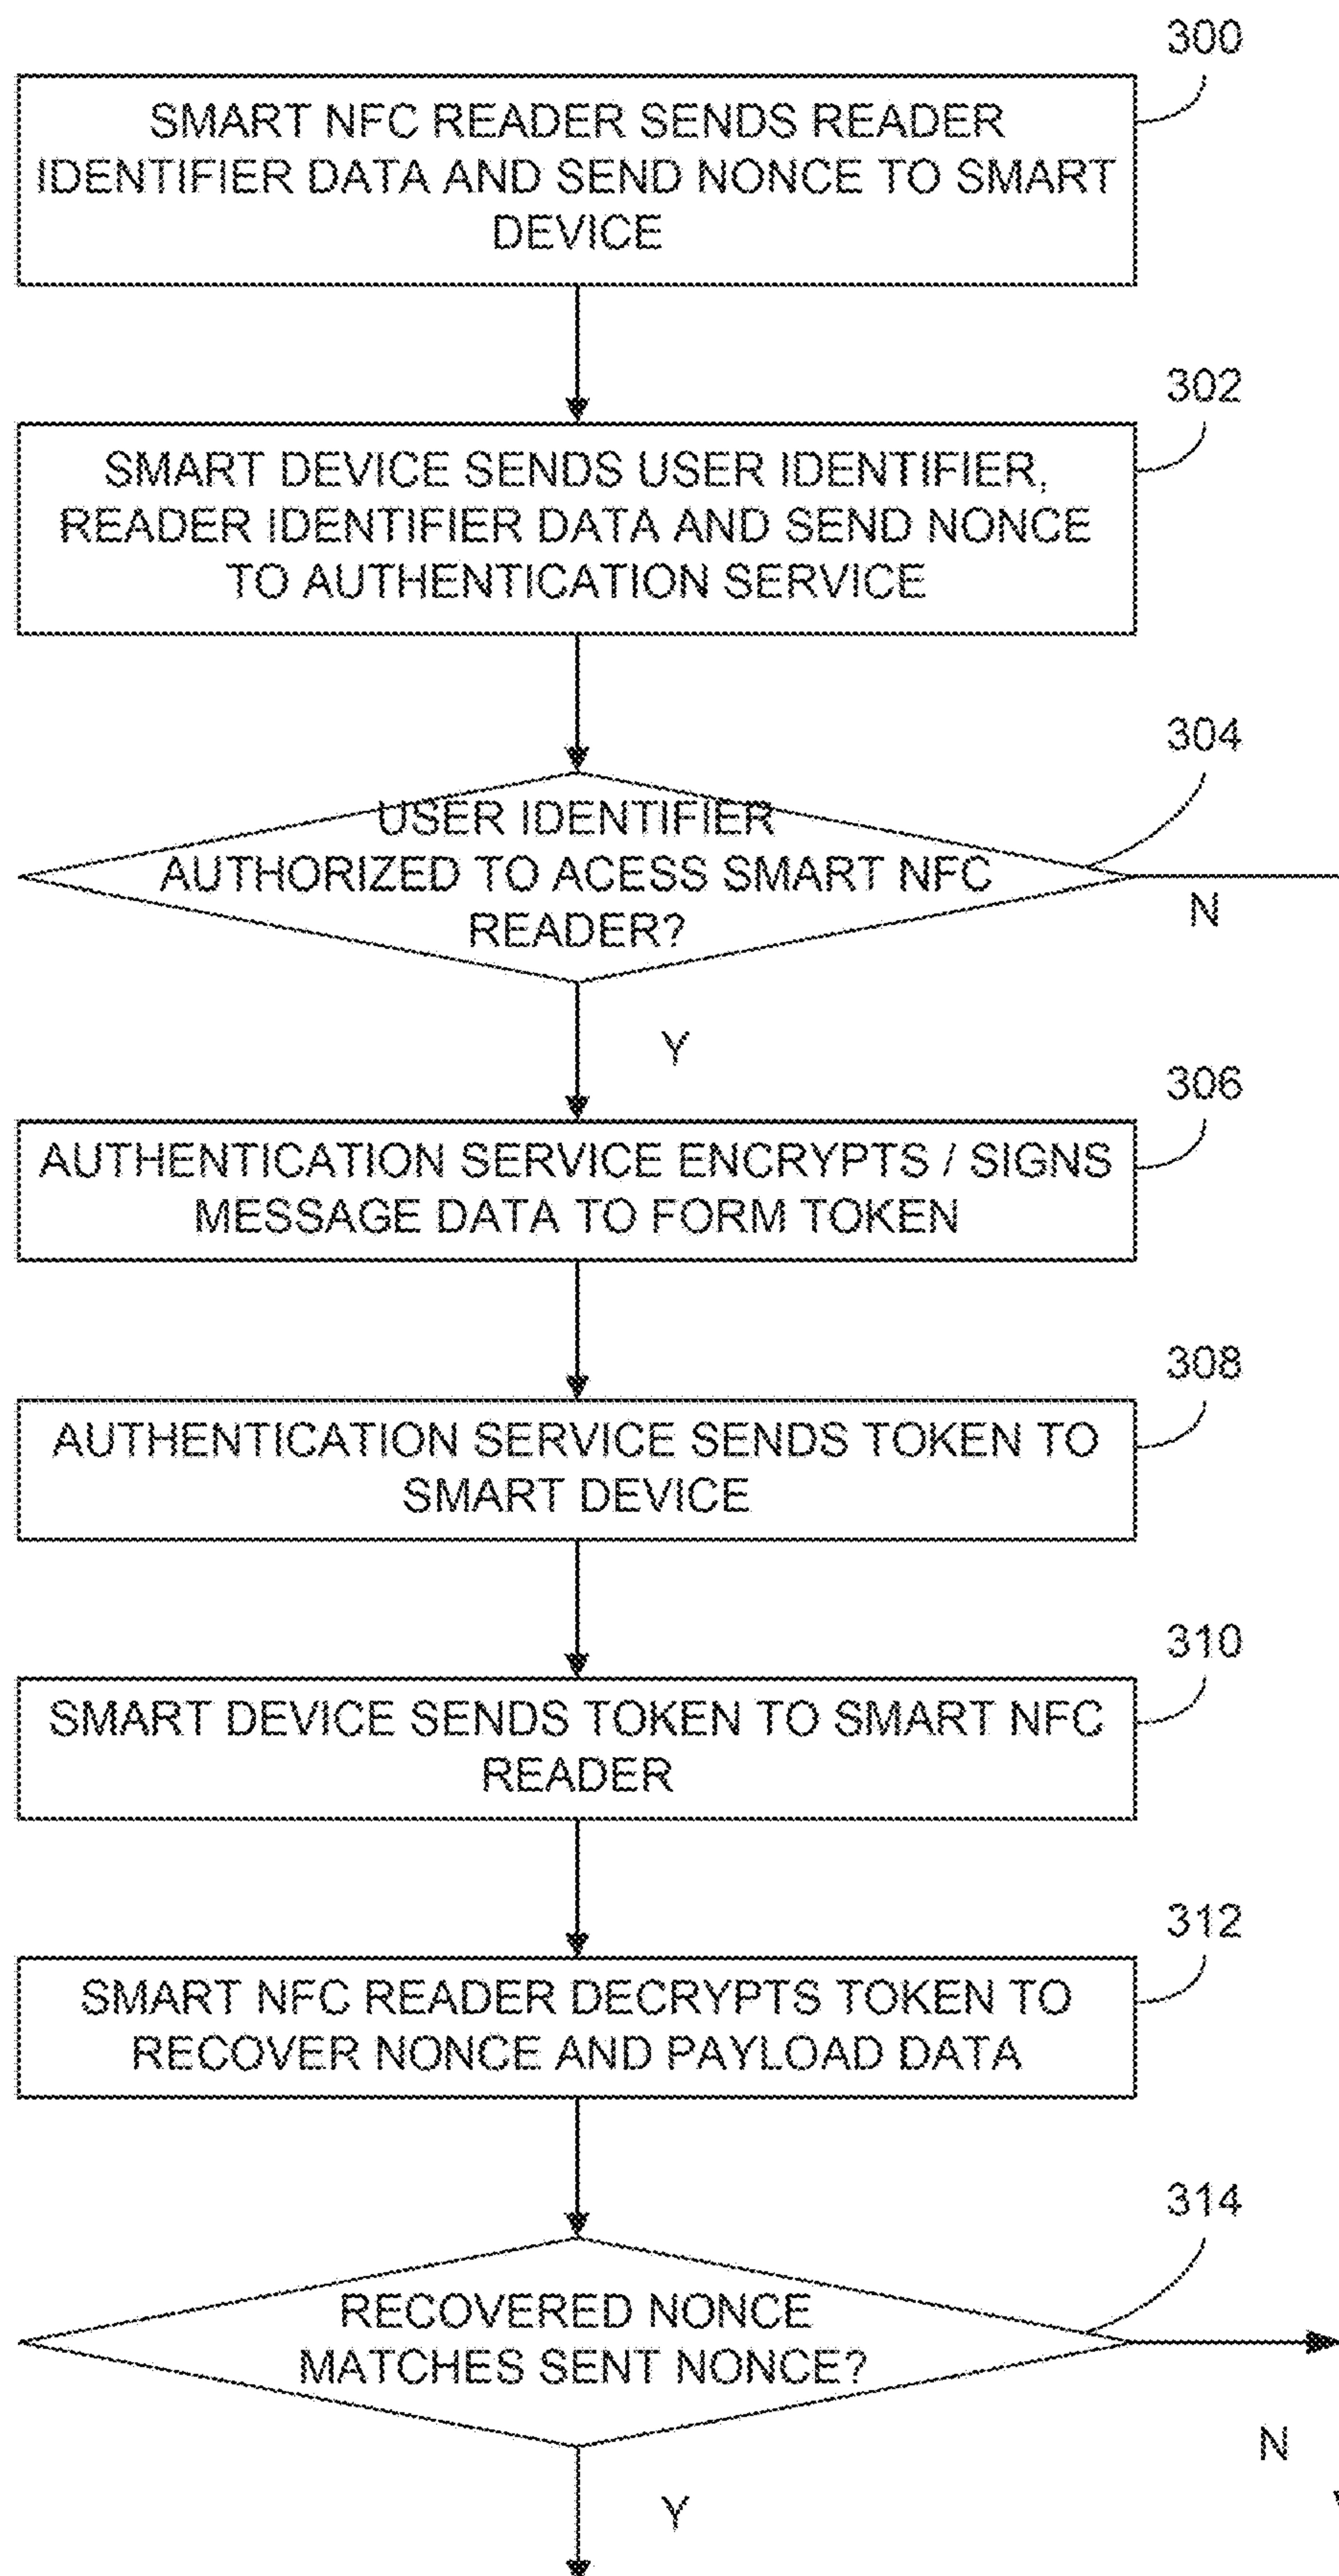 300
SMART NFC READER SENDS READER
IDENTIFIER DATA AND SEND NONCE TO SMART
DEVICE
302
SMART DEVICE SENDS USER IDENTIFIER,
READER IDENTIFIER DATA AND SEND NONCE
TO AUTHENTICATION SERVICE
304
USER IDENTIFIER
AUTHORIZED TO ACESS SMART NFC
READER?
N
Y
306
AUTHENTICATION SERVICE ENCRYPTS / SIGNS
MESSAGE DATA TO FORM TOKEN
308
AUTHENTICATION SERVICE SENDS TOKEN TO
SMART DEVICE
310
SMART DEVICE SENDS TOKEN TO SMART NFC
READER
312
SMART NFC READER DECRYPTS TOKEN TO
RECOVER NONCE AND PAYLOAD DATA
314
RECOVERED NONCE
MATCHES SENT NONCE?
N
Y